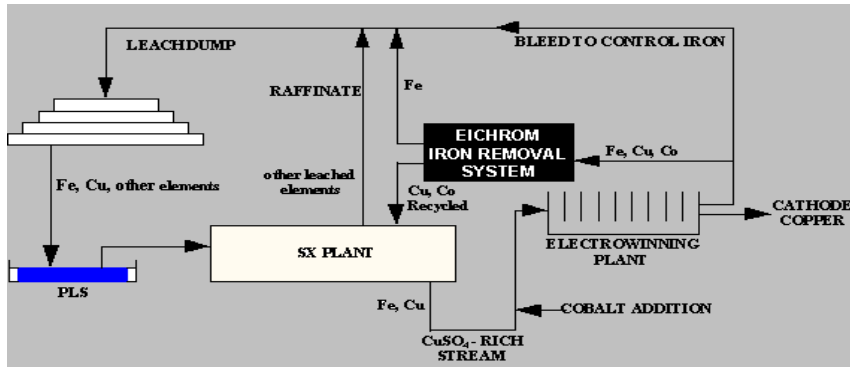 LEACHDUMP
BLEED TO CONTROL IRON
RAFFINATE
Fe
EICHROM
IRON REMOVAL
SYSTEM
Fe, Cu, Co
Fe, Cu, other elements
other leached
elements
Cu, Co
Recycled
CATHODE
COPPER
ELECTROWINNING
PLANT
SX PLANT
PLS
Fe, Cu
COBALT ADDITION
CuSO₄ - RICH
STREAM